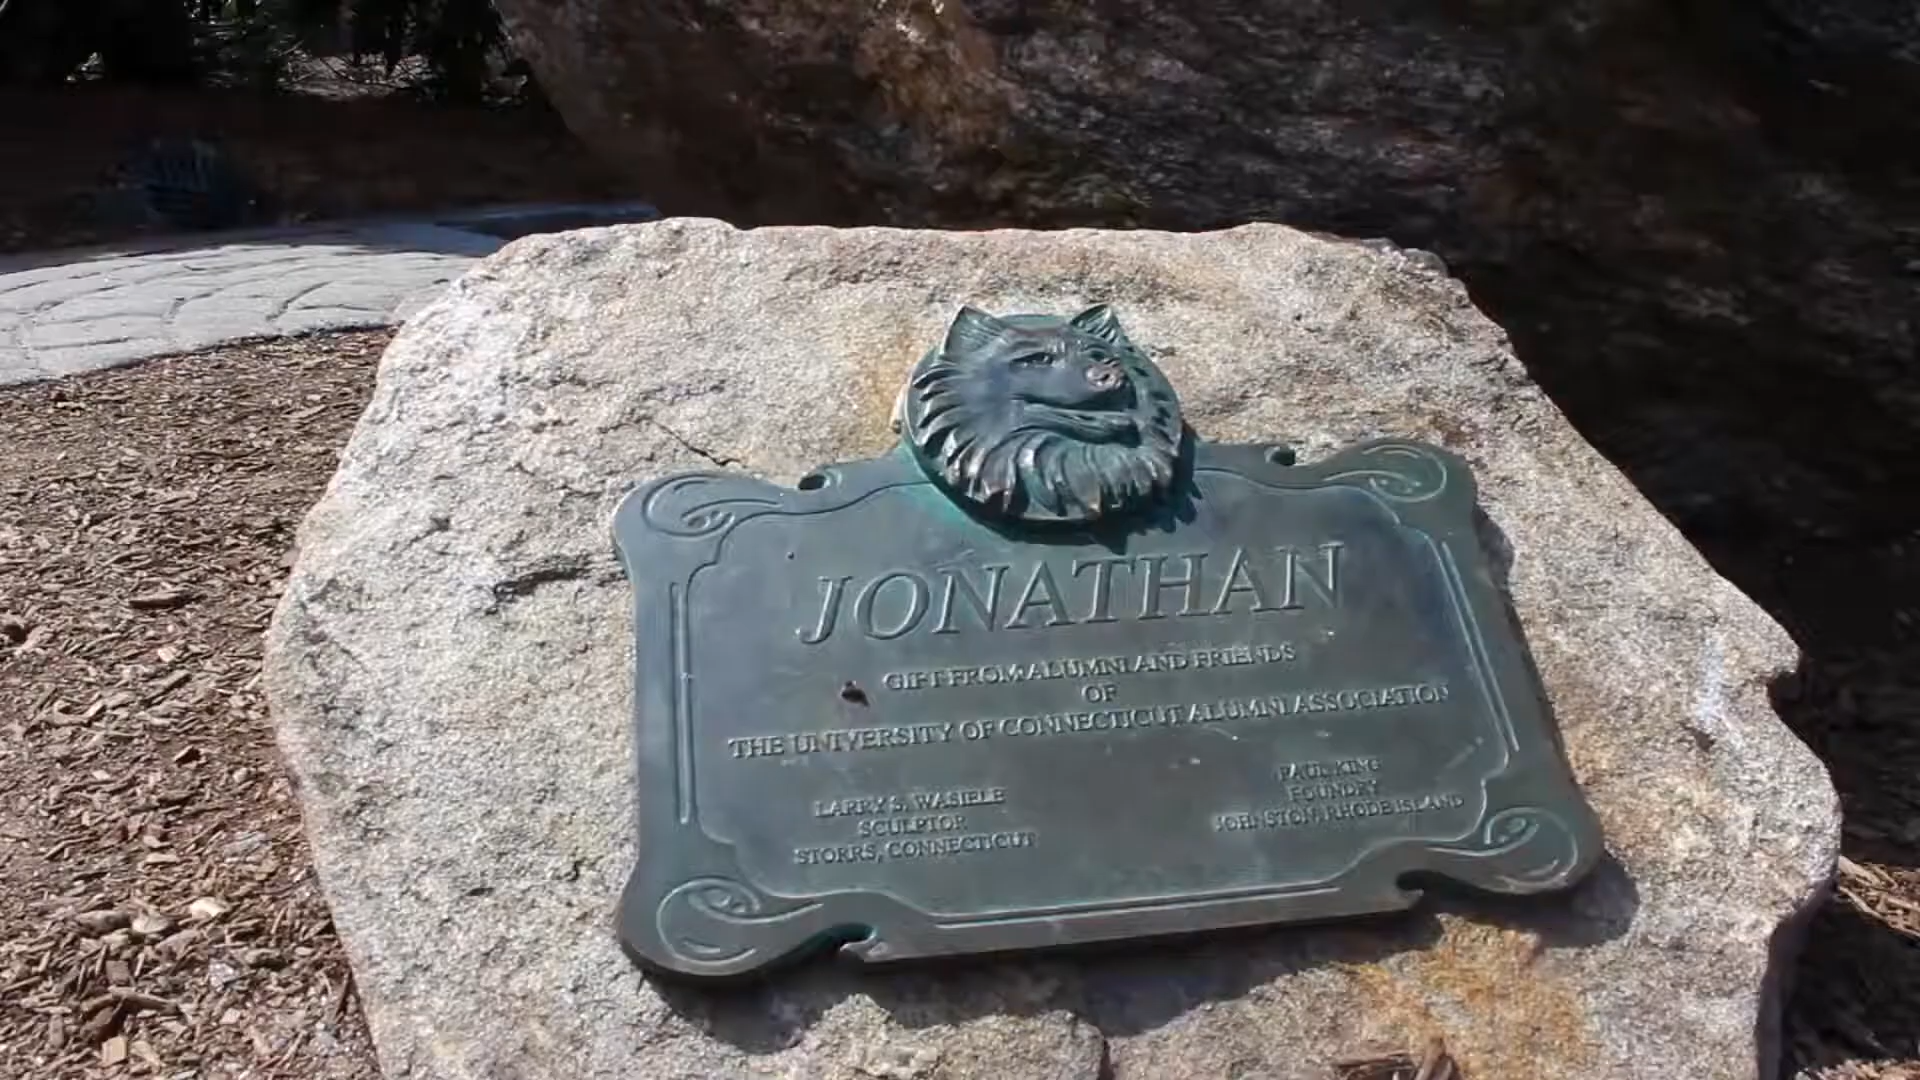 JONATHAN
GIFT FROM ALUMNI AND FRIENDS
OF
THE UNIVERSITY OF CONNECTICUT ALUMNI ASSOCIATION
LARRY S. WASIELE
SCULPTOR
STORRS, CONNECTICUT
PAUL KING
FOUNDRY
JOHNSTON, RHODE ISLAND